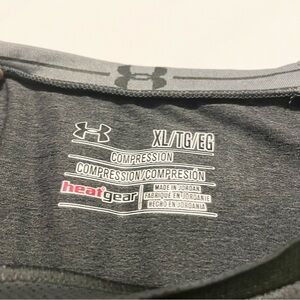 XL/TG/EG
COMPRESSION
COMPRESSION/COMPRESIÓN
heatgear
MADE IN JORDAN
FABRIQUÉ EN JORDANIE
HECHO EN JORDANIA